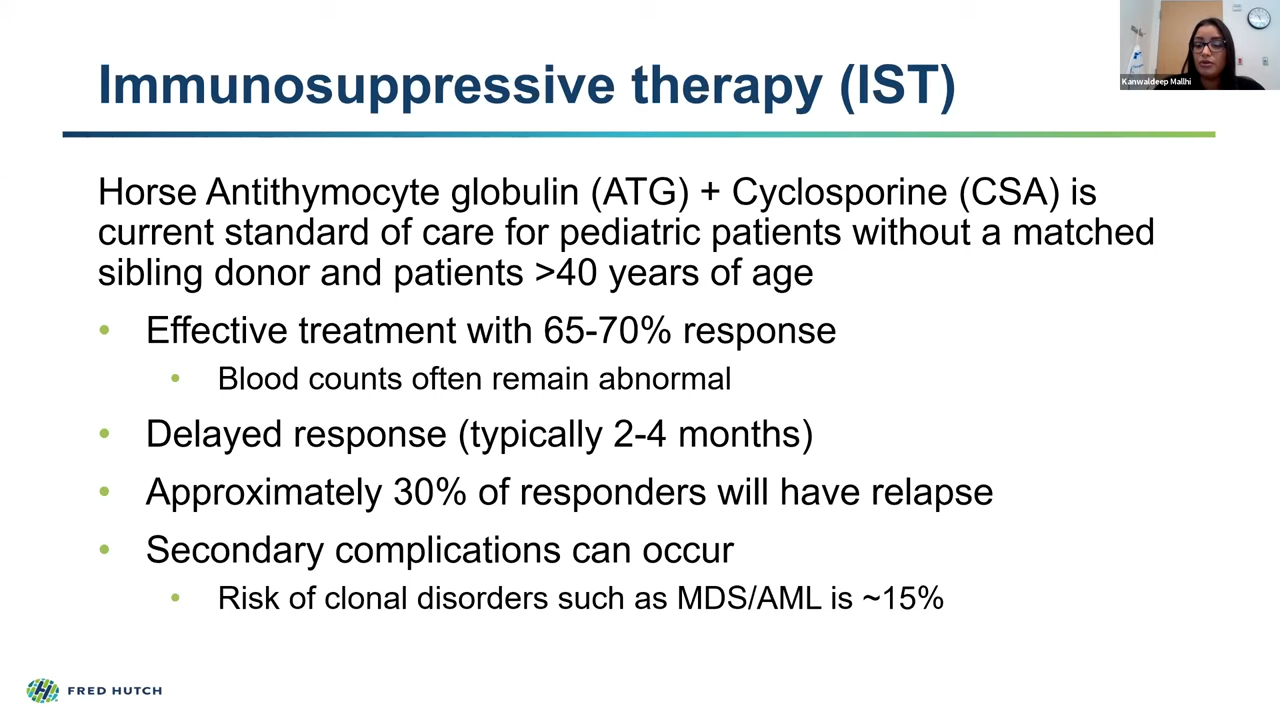 Immunosuppressive therapy (IST)
Kanwaldeep Mallhi
Horse Antithymocyte globulin (ATG) + Cyclosporine (CSA) is
current standard of care for pediatric patients without a matched
sibling donor and patients >40 years of age
• Effective treatment with 65-70% response
• Blood counts often remain abnormal
• Delayed response (typically 2-4 months)
• Approximately 30% of responders will have relapse
• Secondary complications can occur
• Risk of clonal disorders such as MDS/AML is ~15%
FRED HUTCH